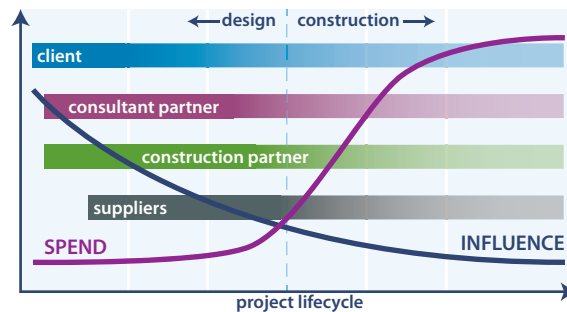 design construction
client
consultant partner
construction partner
suppliers
SPEND INFLUENCE
project lifecycle